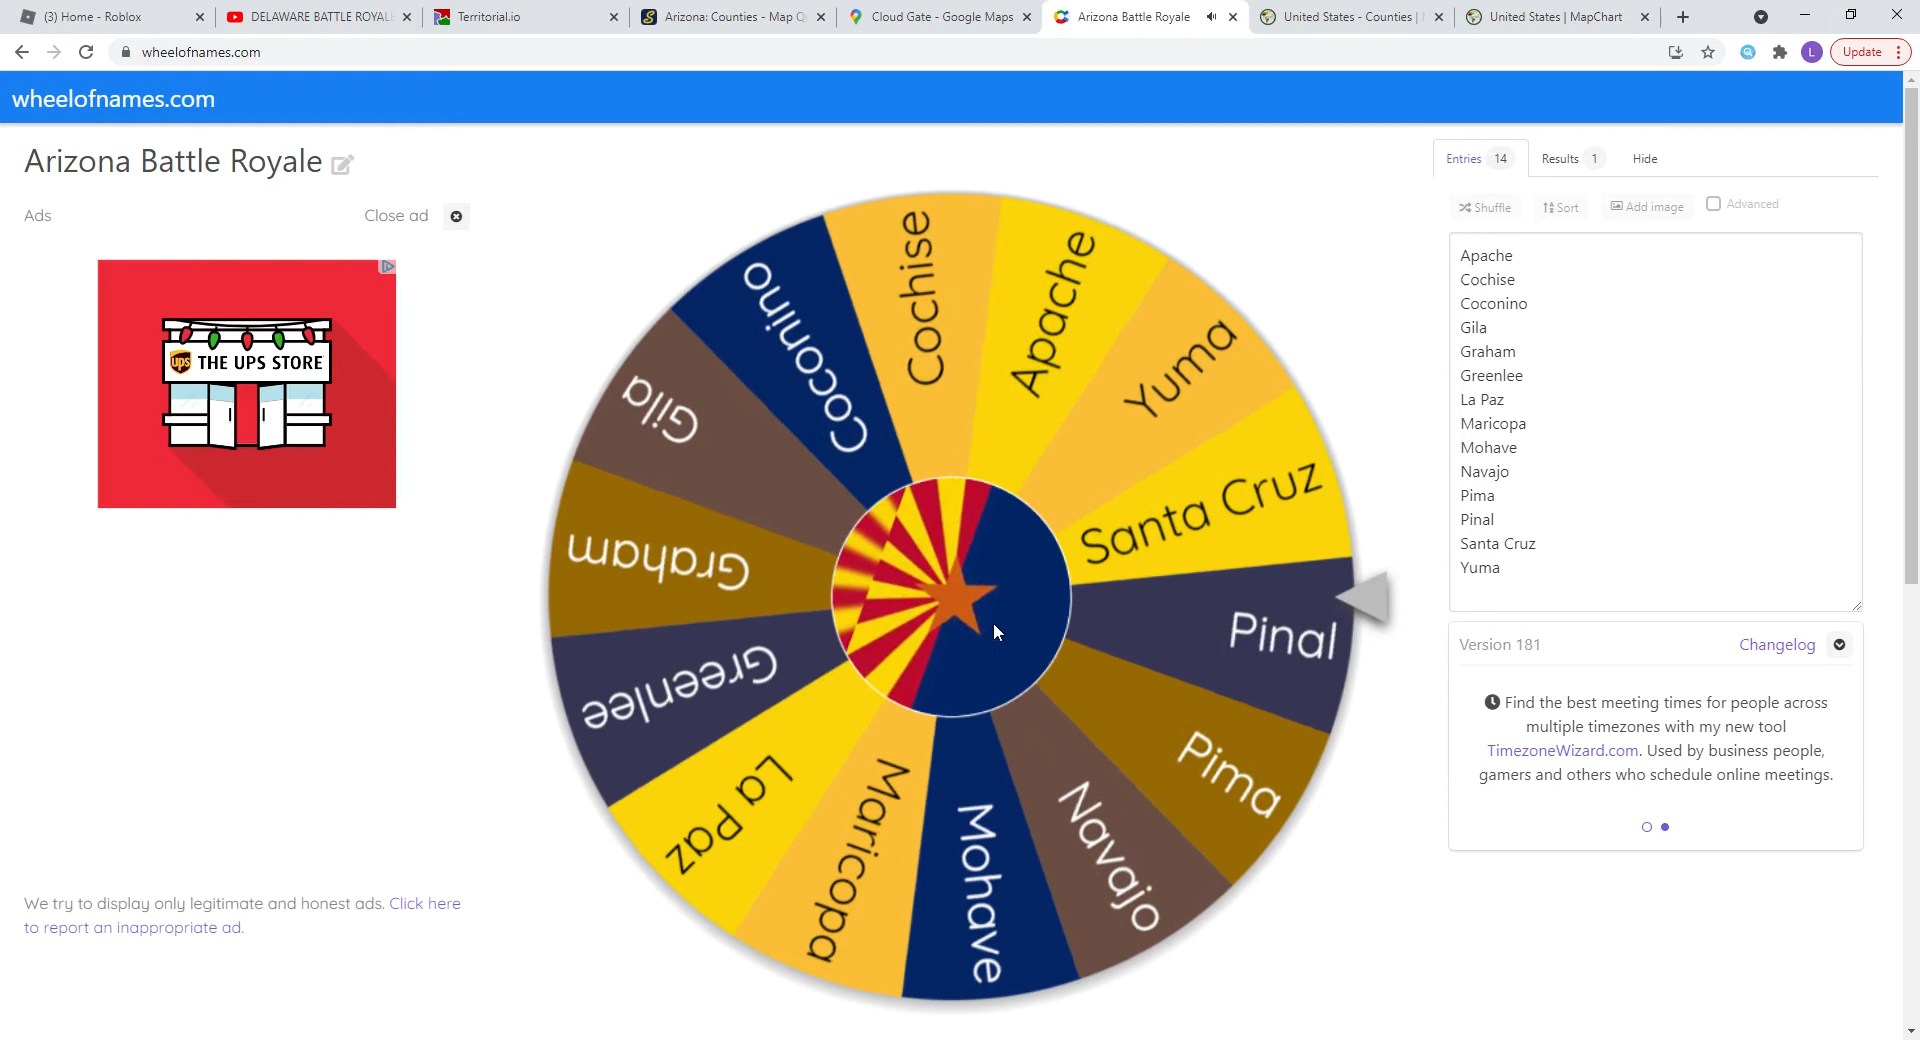 (3) Home - Roblox
DELAWARE BATTLE ROYALE
Territorial.io
Arizona: Counties - Map Q
Cloud Gate - Google Maps
Arizona Battle Royale
United States - Counties |
United States | MapChart
wheelofnames.com
L
Update
wheelofnames.com
Arizona Battle Royale
Ads
Close ad
ups THE UPS STORE
We try to display only legitimate and honest ads. Click here
to report an inappropriate ad.
Cochise
Apache
Yuma
Santa Cruz
Pinal
Pima
Navajo
Mohave
Maricopa
La Paz
Greenlee
Graham
Gila
Coconino
Entries 14
Results 1
Hide
Shuffle
Sort
Add image
Advanced
Apache
Cochise
Coconino
Gila
Graham
Greenlee
La Paz
Maricopa
Mohave
Navajo
Pima
Pinal
Santa Cruz
Yuma
Version 181
Changelog
Find the best meeting times for people across
multiple timezones with my new tool
TimezoneWizard.com. Used by business people,
gamers and others who schedule online meetings.